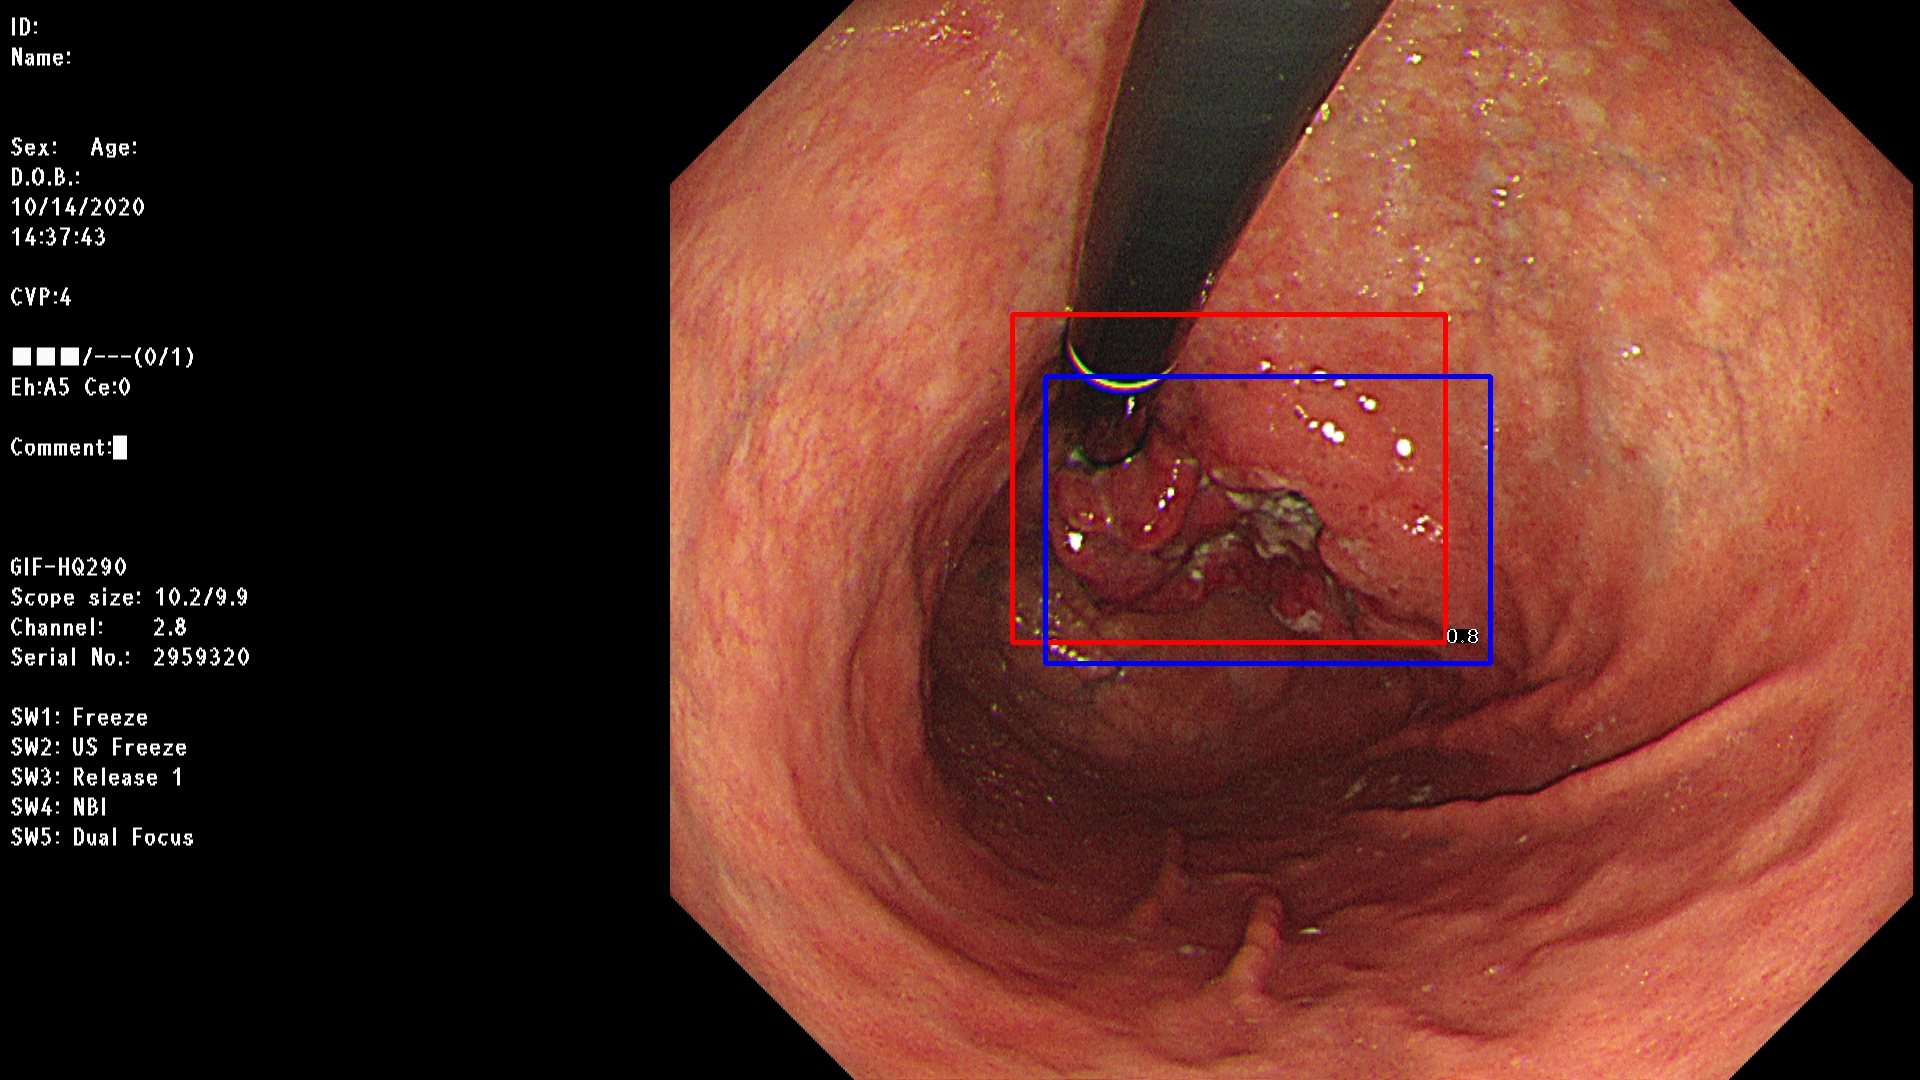 ID:
Name:
Sex: Age:
D.O.B.:
10/14/2020
14:37:43
CVP:4
■■■/---(0/1)
Eh:A5 Ce:0
Comment:
GIF-HQ290
Scope size: 10.2/9.9
Channel: 2.8
Serial No.: 2959320
SW1: Freeze
SW2: US Freeze
SW3: Release 1
SW4: NBI
SW5: Dual Focus
0.8